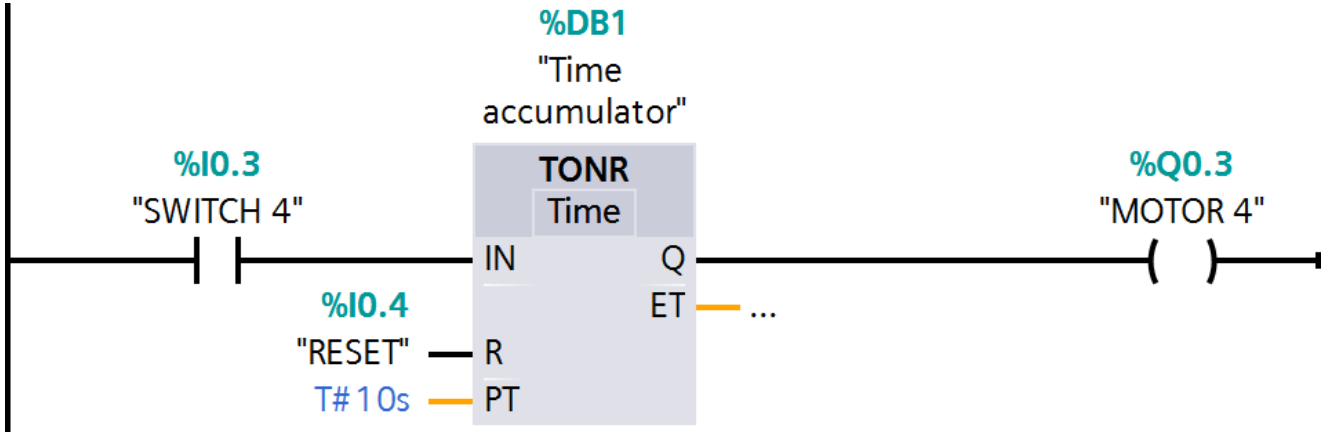 %DB1
"Time
accumulator"
%I0.3
"SWITCH 4"
TONR
Time
%Q0.3
"MOTOR 4"
IN
Q
%I0.4
ET
...
"RESET"
R
T#10s
PT